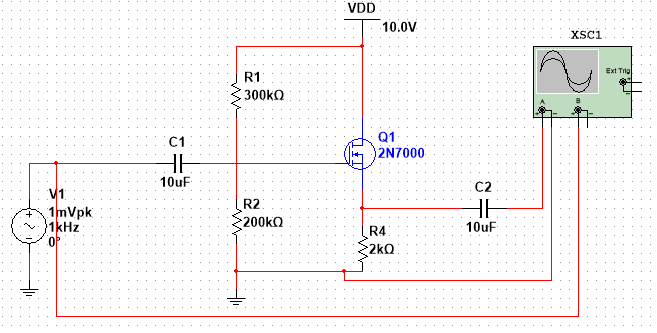 VDD
10.0V
XSC1
Ext Trig
+
-
A
B
+ - + -
R1
300kΩ
Q1
2N7000
C1
10uF
C2
10uF
V1
1mVpk
1kHz
0°
R2
200kΩ
R4
2kΩ